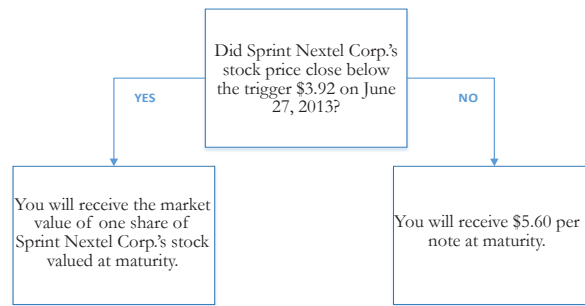 Did Sprint Nextel Corp.'s
stock price close below
the trigger $3.92 on June
27, 2013?
YES
NO
You will receive the market
value of one share of
Sprint Nextel Corp.'s stock
valued at maturity.
You will receive $5.60 per
note at maturity.